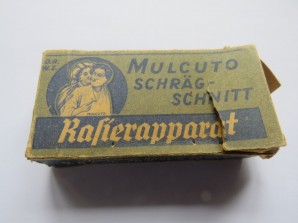 D.R.
W.Z.
MULCUTO
SCHRÄG-
SCHNITT
Rasierapparat